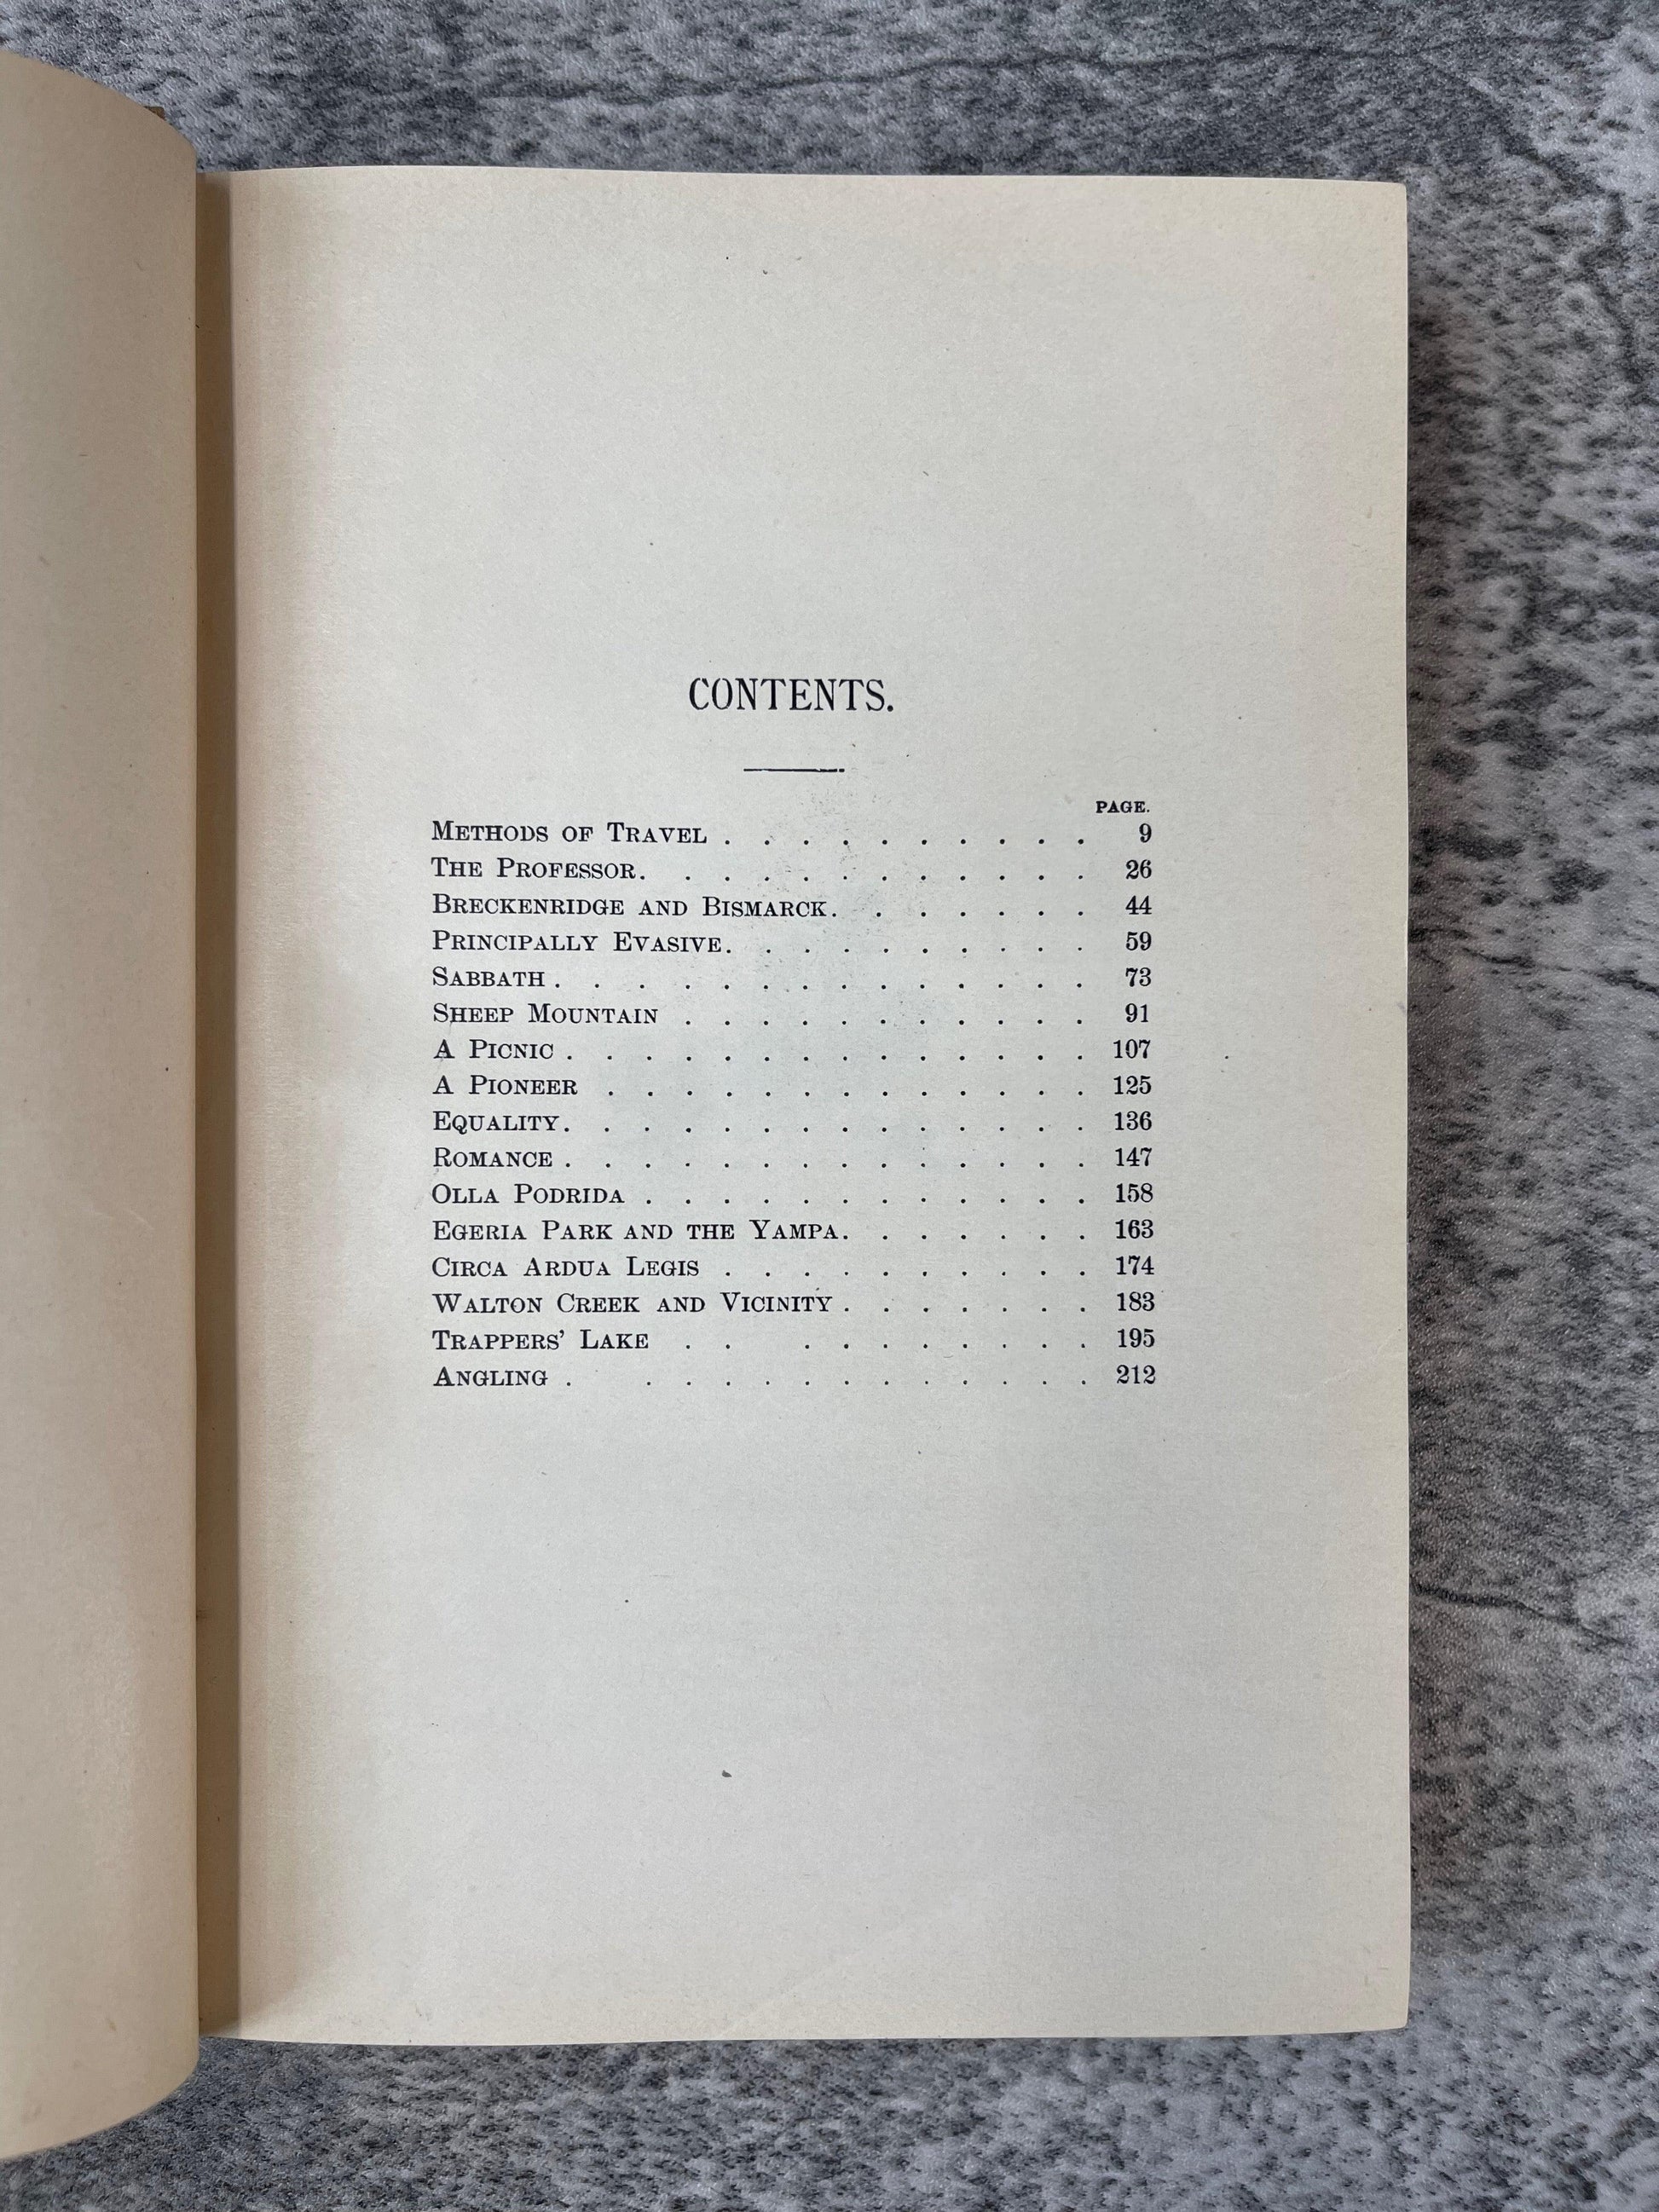 CONTENTS.
PAGE.
METHODS OF TRAVEL . . . . . . . . . . 9
THE PROFESSOR. . . . . . . . . . . . 26
BRECKENRIDGE AND BISMARCK. . . . . . . 44
PRINCIPALLY EVASIVE. . . . . . . . . . 59
SABBATH . . . . . . . . . . . . . . 73
SHEEP MOUNTAIN . . . . . . . . . . . 91
A PICNIC . . . . . . . . . . . . . . 107
A PIONEER . . . . . . . . . . . . . 125
EQUALITY. . . . . . . . . . . . . . 136
ROMANCE . . . . . . . . . . . . . . 147
OLLA PODRIDA . . . . . . . . . . . . 158
EGERIA PARK AND THE YAMPA. . . . . . . 163
CIRCA ARDUA LEGIS . . . . . . . . . . 174
WALTON CREEK AND VICINITY . . . . . . . 183
TRAPPERS' LAKE . . . . . . . . . . 195
ANGLING . . . . . . . . . . . . . 212